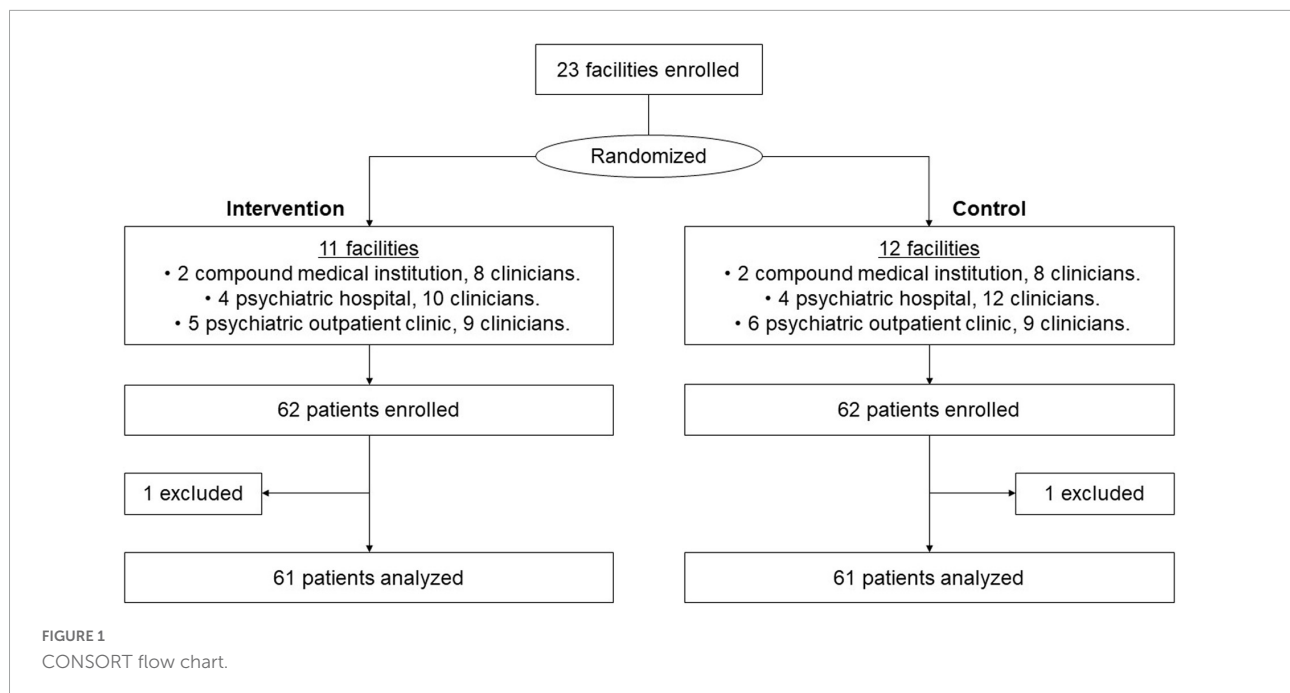 23 facilities enrolled
Randomized
Intervention
11 facilities
• 2 compound medical institution, 8 clinicians.
• 4 psychiatric hospital, 10 clinicians.
• 5 psychiatric outpatient clinic, 9 clinicians.
62 patients enrolled
1 excluded
61 patients analyzed
Control
12 facilities
• 2 compound medical institution, 8 clinicians.
• 4 psychiatric hospital, 12 clinicians.
• 6 psychiatric outpatient clinic, 9 clinicians.
62 patients enrolled
1 excluded
61 patients analyzed
FIGURE 1
CONSORT flow chart.